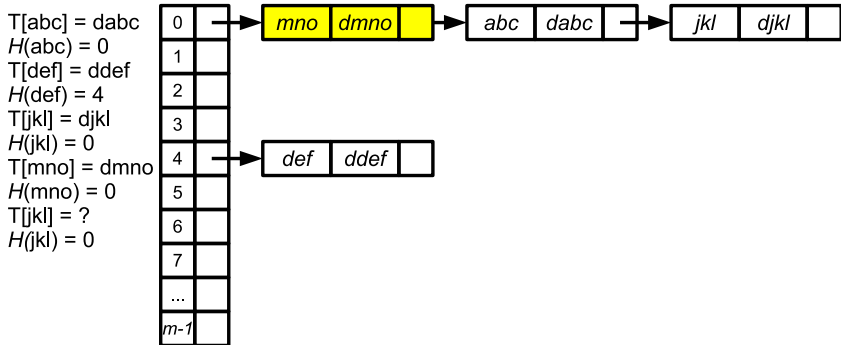 T[abc] = dabc
H(abc) = 0
T[def] = ddef
H(def) = 4
T[jkl] = djkl
H(jkl) = 0
T[mno] = dmno
H(mno) = 0
T[jkl] = ?
H(jkl) = 0
0
1
2
3
4
5
6
7
...
m-1
mno dmno
abc dabc
jkl djkl
def ddef